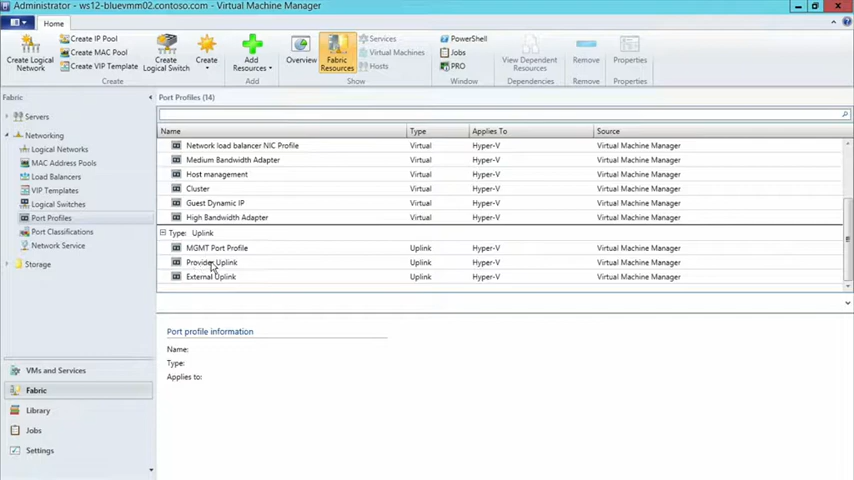 Administrator - ws12-bluevmm02.contoso.com - Virtual Machine Manager
Home
Create Logical Network
Create IP Pool
Create MAC Pool
Create VIP Template
Create Logical Switch
Create
Create
Add Resources
Add
Overview
Fabric Resources
Services
Virtual Machines
Hosts
Show
PowerShell
Jobs
PRO
Window
View Dependent Resources
Dependencies
Remove
Remove
Properties
Properties
Fabric
Servers
Networking
Logical Networks
MAC Address Pools
Load Balancers
VIP Templates
Logical Switches
Port Profiles
Port Classifications
Network Service
Storage
VMs and Services
Fabric
Library
Jobs
Settings
Port Profiles (14)
Name Type Applies To Source
Network load balancer NIC Profile Virtual Hyper-V Virtual Machine Manager
Medium Bandwidth Adapter Virtual Hyper-V Virtual Machine Manager
Host management Virtual Hyper-V Virtual Machine Manager
Cluster Virtual Hyper-V Virtual Machine Manager
Guest Dynamic IP Virtual Hyper-V Virtual Machine Manager
High Bandwidth Adapter Virtual Hyper-V Virtual Machine Manager
Type: Uplink
MGMT Port Profile Uplink Hyper-V Virtual Machine Manager
Provider Uplink Uplink Hyper-V Virtual Machine Manager
External Uplink Uplink Hyper-V Virtual Machine Manager
Port profile information
Name:
Type:
Applies to: